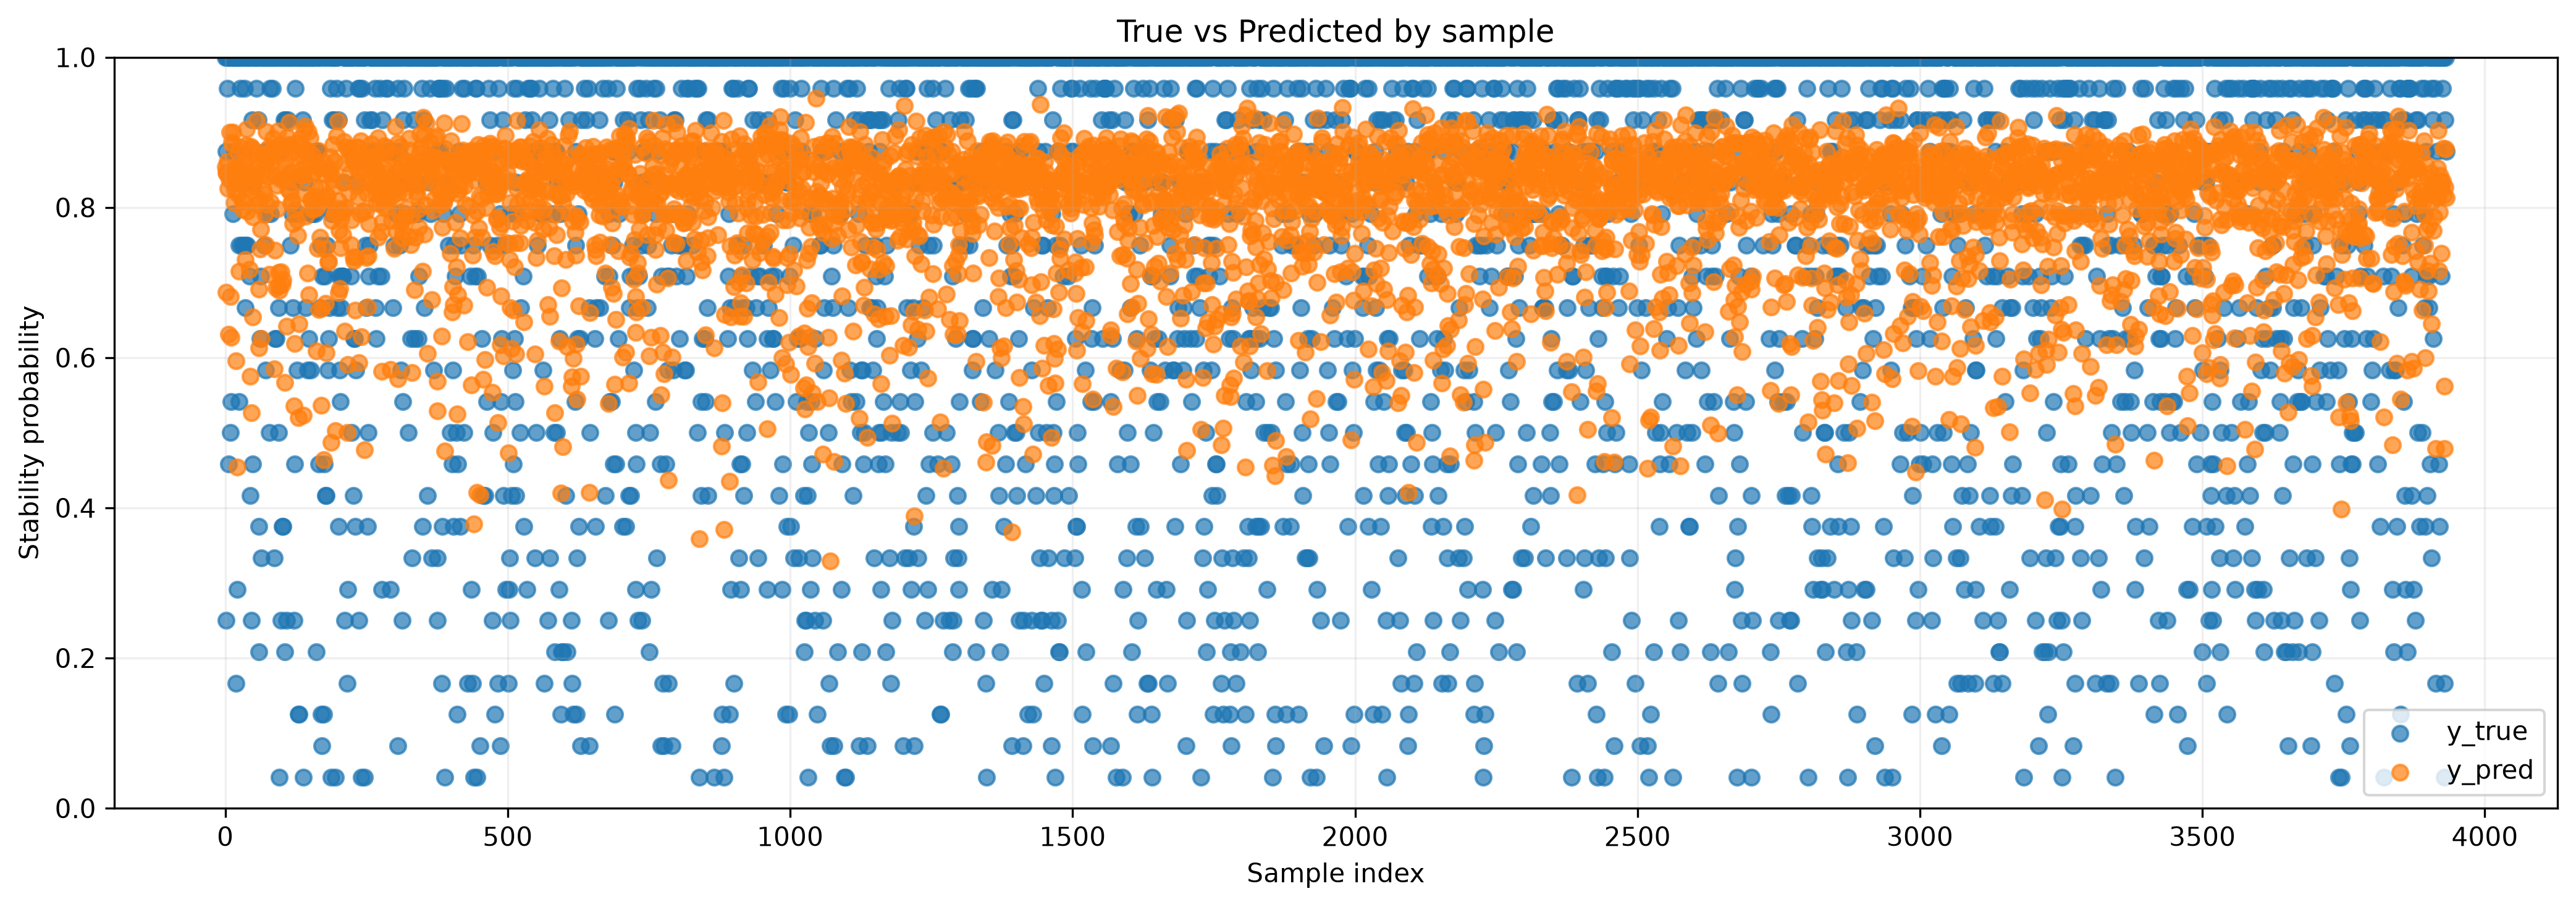 True vs Predicted by sample
Stability probability
1.0
0.8
0.6
0.4
0.2
0.0
y_true
y_pred
0 500 1000 1500 2000 2500 3000 3500 4000
Sample index